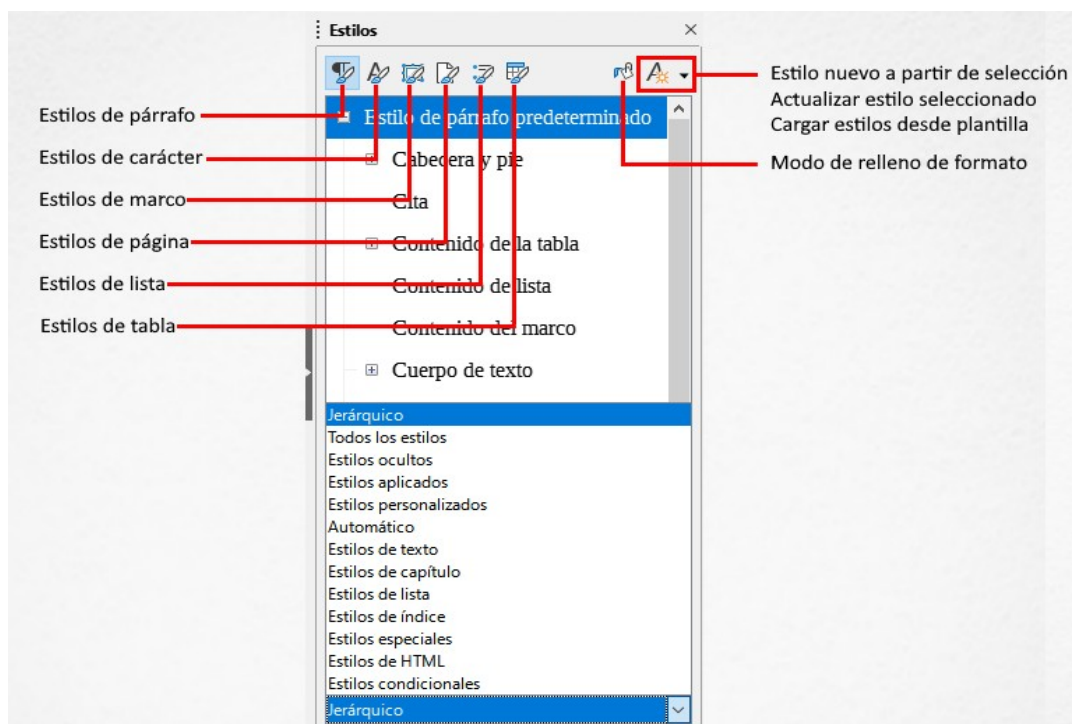 Estilos
Estilo nuevo a partir de selección
Actualizar estilo seleccionado
Cargar estilos desde plantilla
Modo de relleno de formato
Estilos de párrafo
Estilos de carácter
Estilos de marco
Estilos de página
Estilos de lista
Estilos de tabla
Estilo de párrafo predeterminado
Cabecera y pie
Cita
Contenido de la tabla
Contenido de lista
Contenido del marco
Cuerpo de texto
Jerárquico
Todos los estilos
Estilos ocultos
Estilos aplicados
Estilos personalizados
Automático
Estilos de texto
Estilos de capítulo
Estilos de lista
Estilos de índice
Estilos especiales
Estilos de HTML
Estilos condicionales
Jerárquico